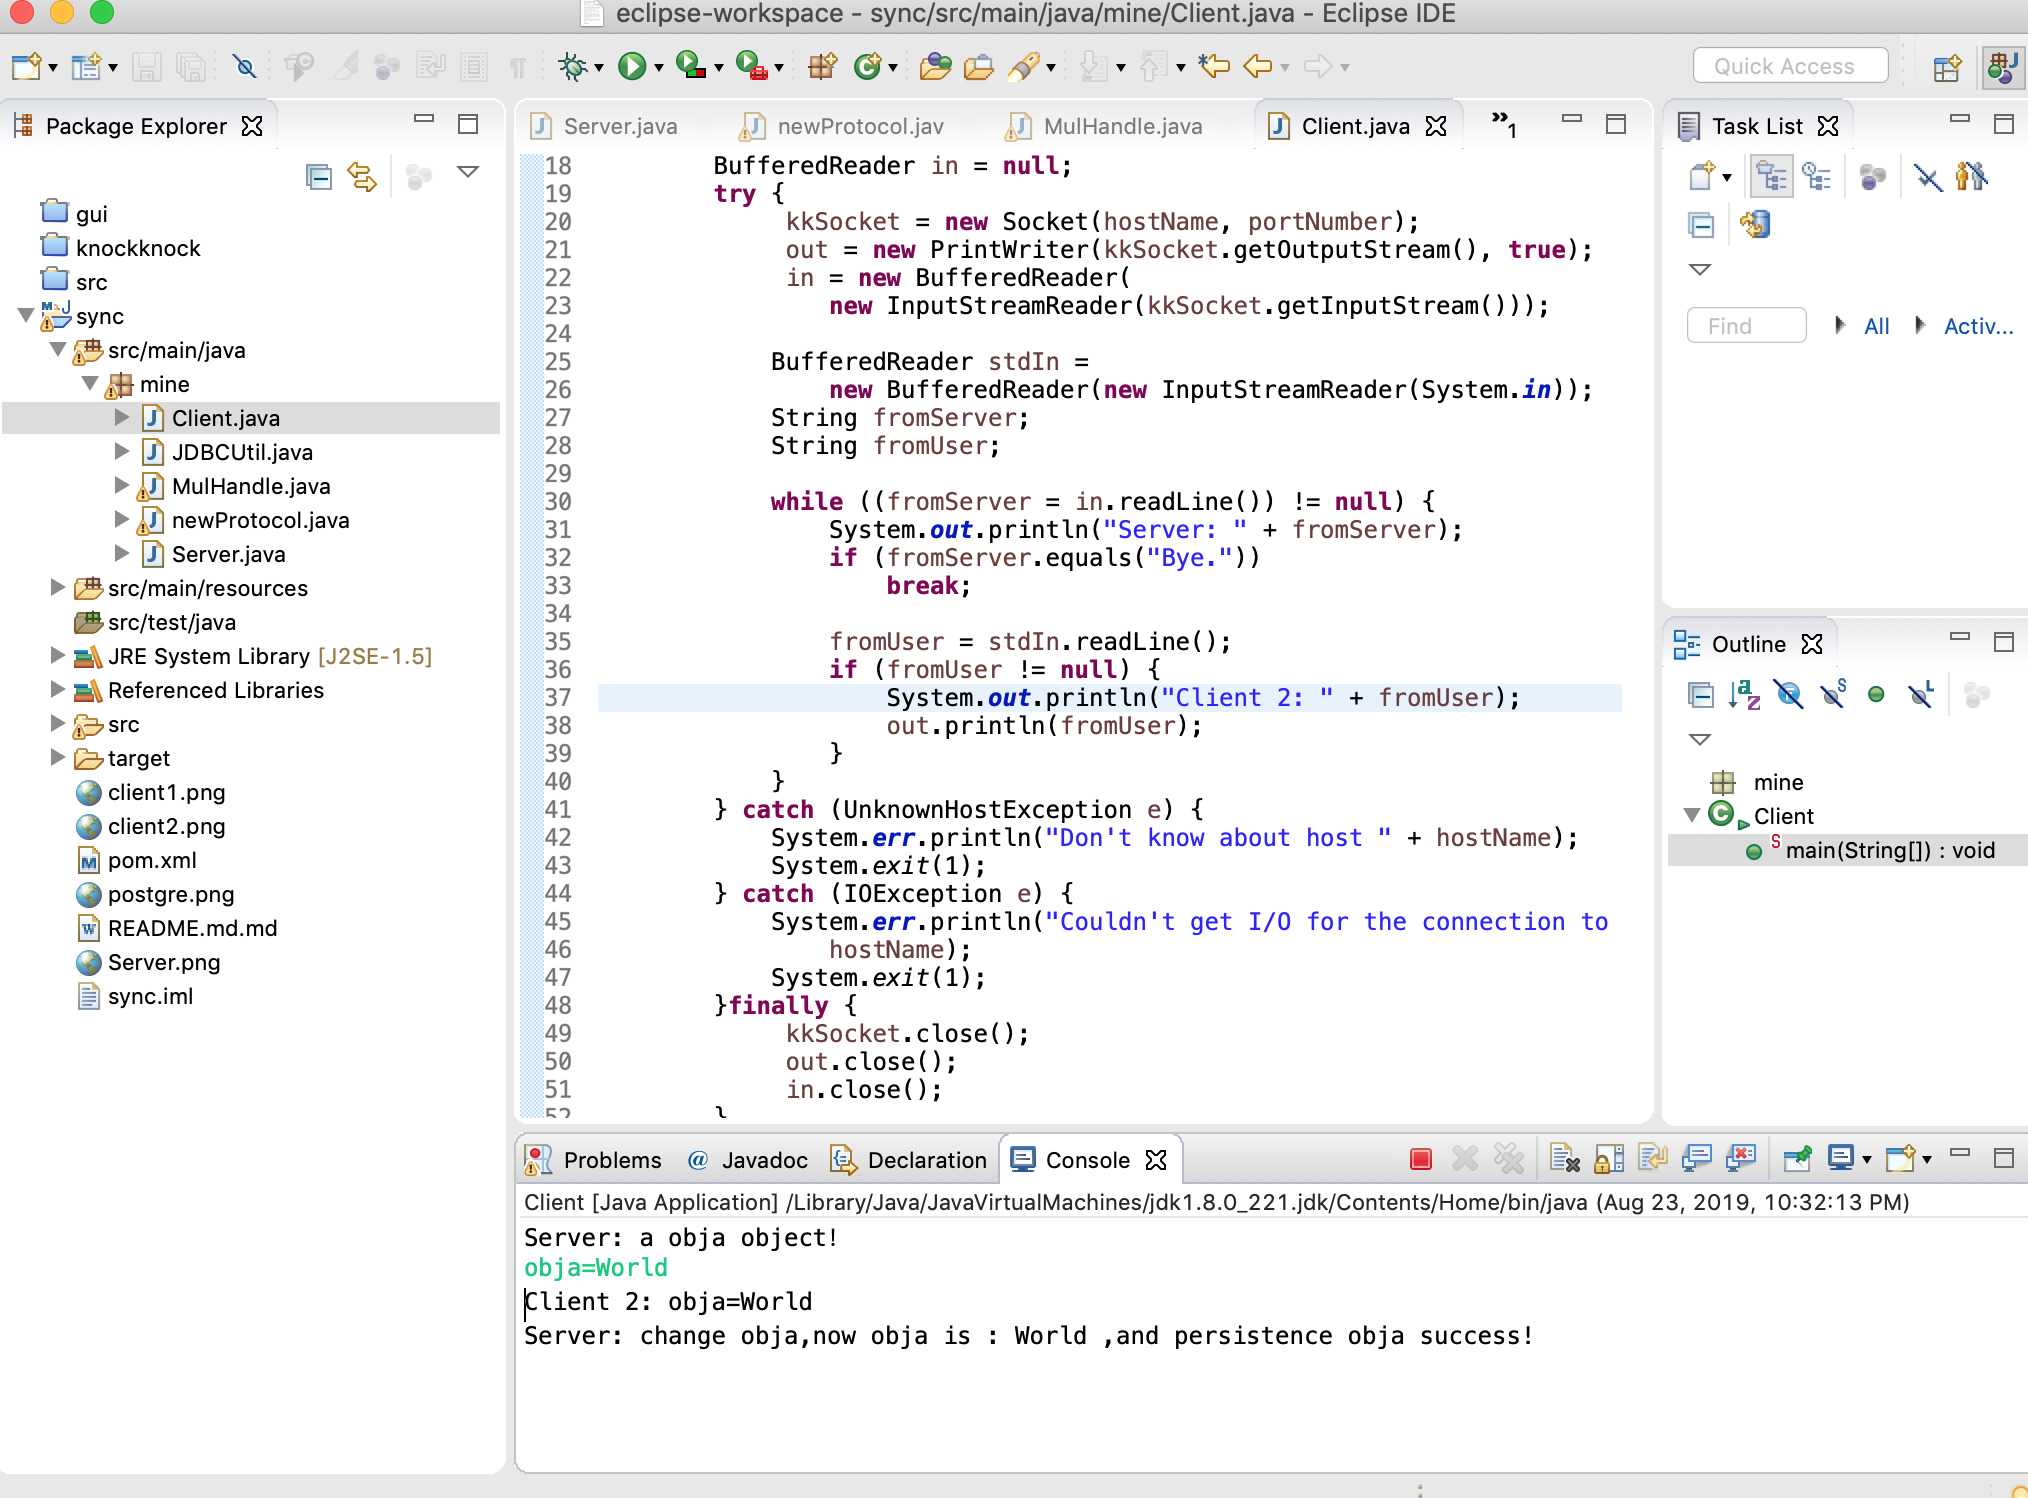 eclipse-workspace - sync/src/main/java/mine/Client.java - Eclipse IDE
Quick Access
Package Explorer
gui
knockknock
src
sync
src/main/java
mine
Client.java
JDBCUtil.java
MulHandle.java
newProtocol.java
Server.java
src/main/resources
src/test/java
JRE System Library [J2SE-1.5]
Referenced Libraries
src
target
client1.png
client2.png
pom.xml
postgre.png
README.md.md
Server.png
sync.iml
Server.java newProtocol.jav MulHandle.java Client.java »1
18 BufferedReader in = null;
19 try {
20 kkSocket = new Socket(hostName, portNumber);
21 out = new PrintWriter(kkSocket.getOutputStream(), true);
22 in = new BufferedReader(
23 new InputStreamReader(kkSocket.getInputStream()));
24
25 BufferedReader stdIn =
26 new BufferedReader(new InputStreamReader(System.in));
27 String fromServer;
28 String fromUser;
29
30 while ((fromServer = in.readLine()) != null) {
31 System.out.println("Server: " + fromServer);
32 if (fromServer.equals("Bye."))
33 break;
34
35 fromUser = stdIn.readLine();
36 if (fromUser != null) {
37 System.out.println("Client 2: " + fromUser);
38 out.println(fromUser);
39 }
40 }
41 } catch (UnknownHostException e) {
42 System.err.println("Don't know about host " + hostName);
43 System.exit(1);
44 } catch (IOException e) {
45 System.err.println("Couldn't get I/O for the connection to
46 hostName);
47 System.exit(1);
48 }finally {
49 kkSocket.close();
50 out.close();
51 in.close();
52 }
Task List
Find All Activ...
Outline
mine
Client
main(String[]) : void
Problems @ Javadoc Declaration Console
Client [Java Application] /Library/Java/JavaVirtualMachines/jdk1.8.0_221.jdk/Contents/Home/bin/java (Aug 23, 2019, 10:32:13 PM)
Server: a obja object!
obja=World
Client 2: obja=World
Server: change obja,now obja is : World ,and persistence obja success!